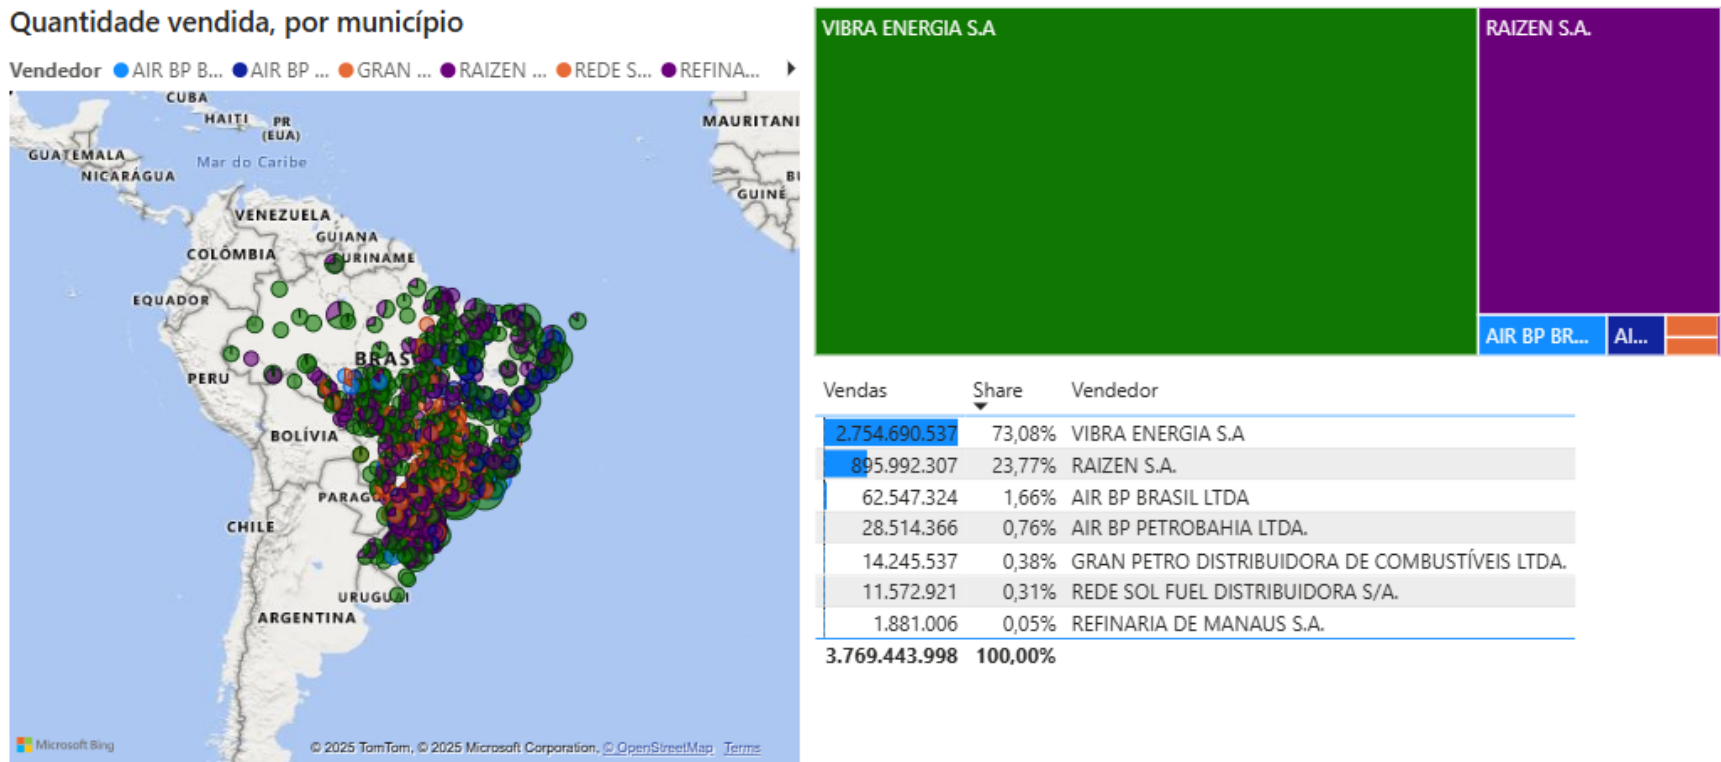 Quantidade vendida, por município
Vendedor AIR BP B... AIR BP ... GRAN ... RAIZEN ... REDE S... REFINA...
CUBA
HAITI
PR
(EUA)
MAURITANI
GUATEMALA
Mar do Caribe
NICARÁGUA
BU
GUINÉ
VENEZUELA
GUIANA
COLÔMBIA
URINAME
EQUADOR
BRAS
PERU
BOLÍVIA
PARAG
CHILE
URUGUAI
ARGENTINA
Microsoft Bing
© 2025 TomTom, © 2025 Microsoft Corporation, © OpenStreetMap Terms
VIBRA ENERGIA S.A
RAIZEN S.A.
AIR BP BR...
AI...
Vendas Share Vendedor
2.754.690.537 73,08% VIBRA ENERGIA S.A
895.992.307 23,77% RAIZEN S.A.
62.547.324 1,66% AIR BP BRASIL LTDA
28.514.366 0,76% AIR BP PETROBAHIA LTDA.
14.245.537 0,38% GRAN PETRO DISTRIBUIDORA DE COMBUSTÍVEIS LTDA.
11.572.921 0,31% REDE SOL FUEL DISTRIBUIDORA S/A.
1.881.006 0,05% REFINARIA DE MANAUS S.A.
3.769.443.998 100,00%